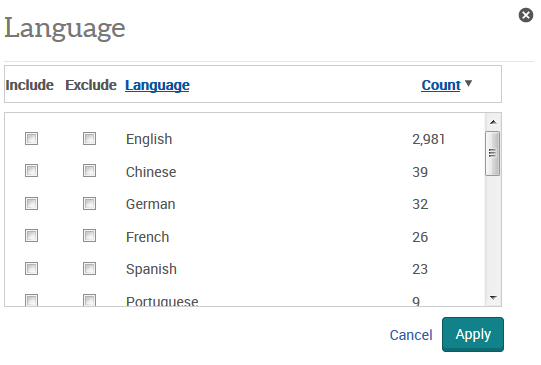 Language
Include Exclude Language Count
English 2,981
Chinese 39
German 32
French 26
Spanish 23
Portuguese 9
Cancel Apply